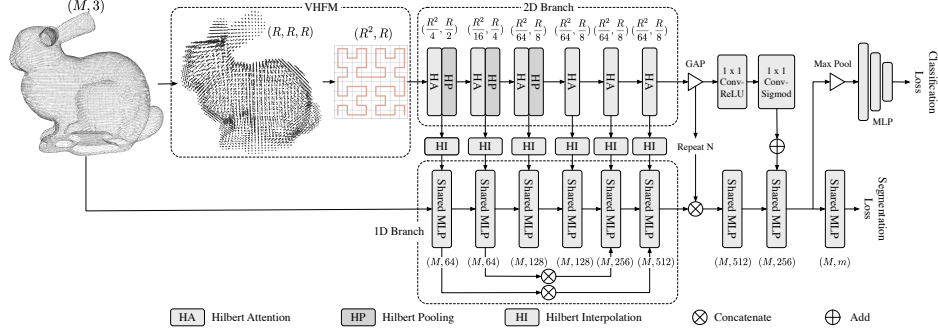 (M, 3)
VHFM
(R, R, R)
(R², R)
2D Branch
(R²/4, R/2) (R²/16, R/4) (R²/64, R/8) (R²/64, R/8) (R²/64, R/8) (R²/64, R/8)
HA HP HA HP HA HP HA HA HA
GAP
1 x 1
Conv-
ReLU
1 x 1
Conv-
Sigmod
Max Pool
MLP
Classification
Loss
HI HI HI HI HI HI
Repeat N
1D Branch
Shared MLP Shared MLP Shared MLP Shared MLP Shared MLP Shared MLP Shared MLP Shared MLP Shared MLP
Segmentation
Loss
(M, 64) (M, 64) (M, 128) (M, 128) (M, 256) (M, 512) (M, 512) (M, 256) (M, m)
HA Hilbert Attention HP Hilbert Pooling HI Hilbert Interpolation Concatenate Add